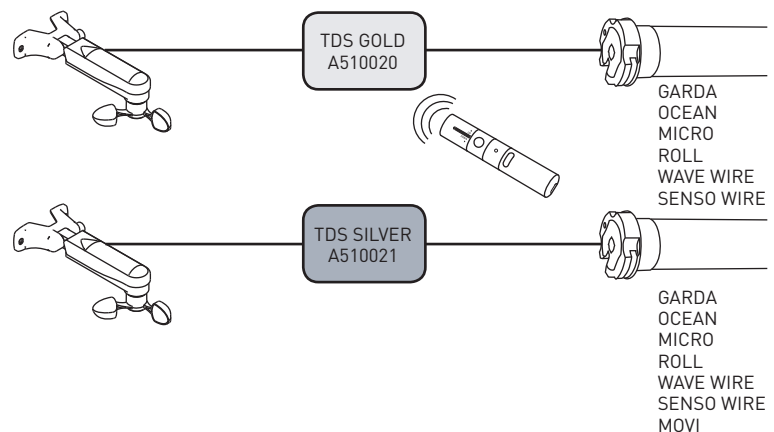 TDS GOLD
A510020
GARDA
OCEAN
MICRO
ROLL
WAVE WIRE
SENSO WIRE
TDS SILVER
A510021
GARDA
OCEAN
MICRO
ROLL
WAVE WIRE
SENSO WIRE
MOVI